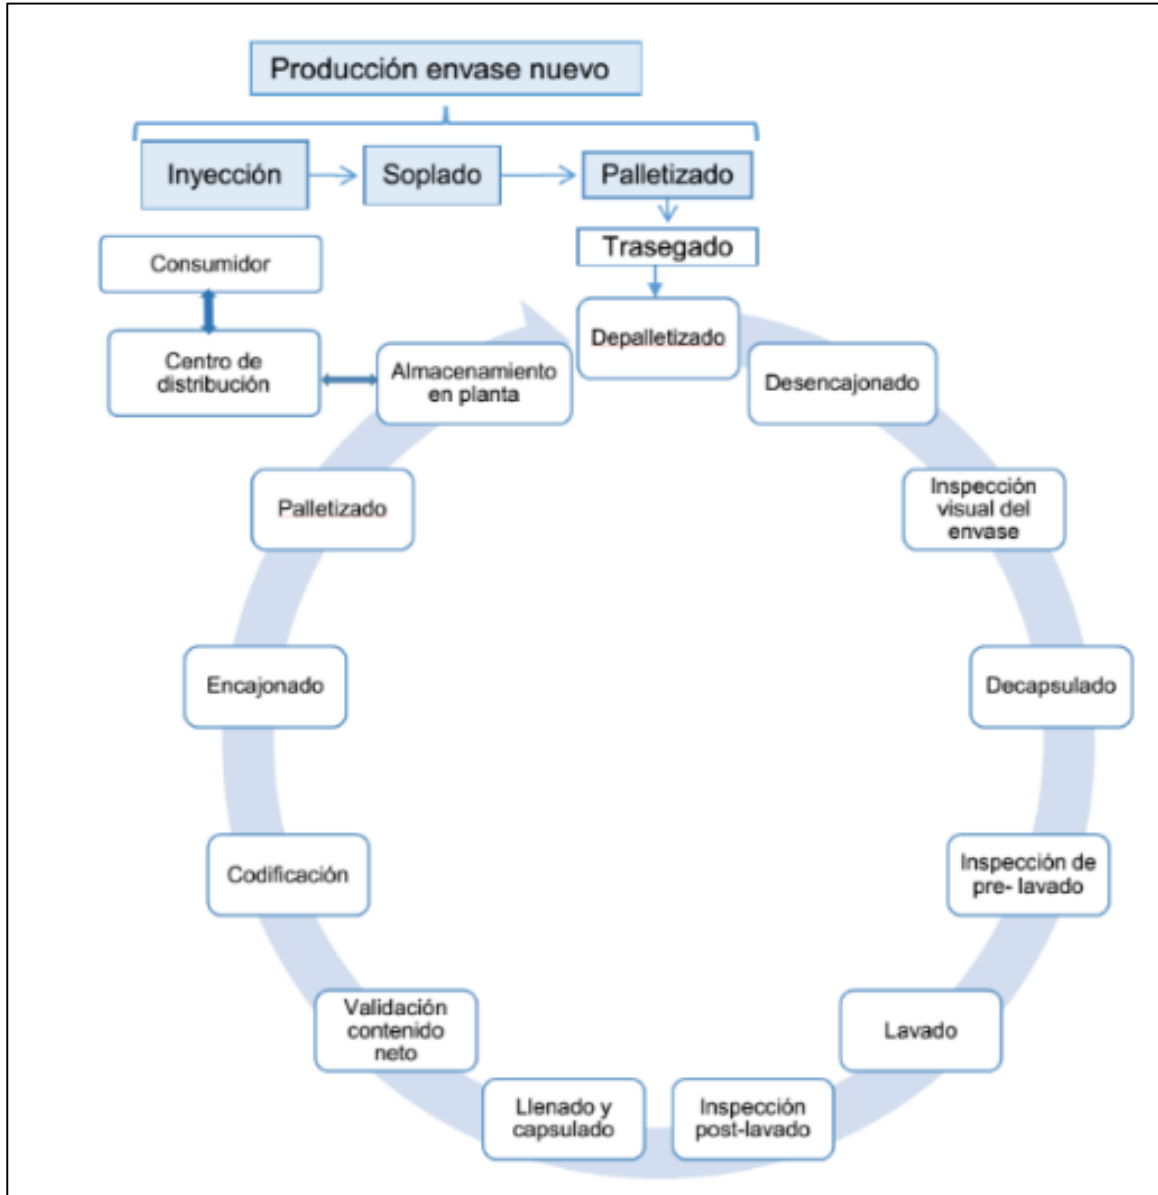 Producción envase nuevo
Inyección
Soplado
Palletizado
Trasegado
Consumidor
Centro de
distribución
Almacenamiento
en planta
Depalletizado
Desencajonado
Inspección
visual del
envase
Decapsulado
Inspección de
pre- lavado
Lavado
Inspección
post-lavado
Llenado y
capsulado
Validación
contenido
neto
Codificación
Encajonado
Palletizado